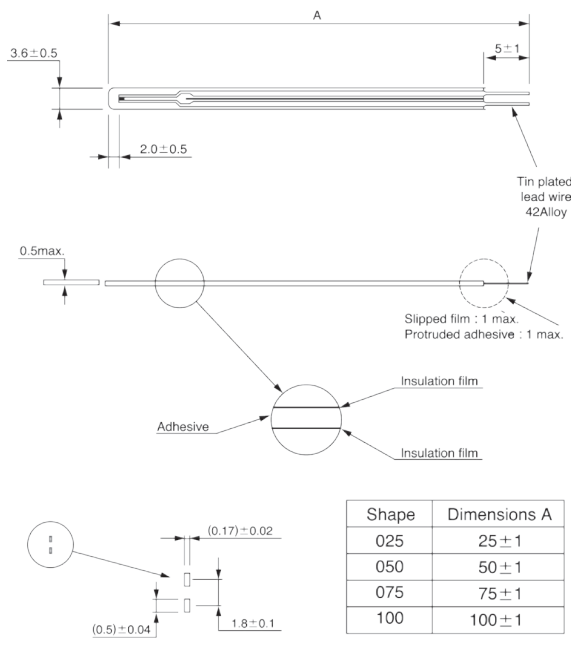 A
3.6±0.5
5±1
2.0±0.5
Tin plated
lead wire
42Alloy
0.5max.
Slipped film : 1 max.
Protruded adhesive : 1 max.
Insulation film
Adhesive
Insulation film
(0.17)±0.02
(0.5)±0.04
1.8±0.1
Shape Dimensions A
025 25±1
050 50±1
075 75±1
100 100±1